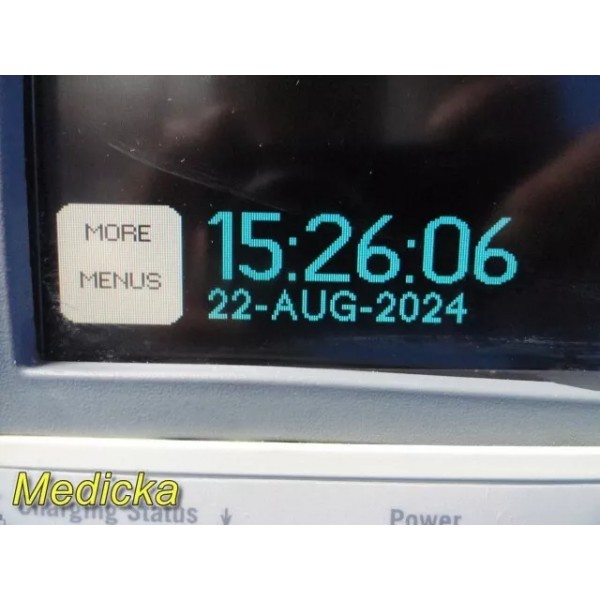 MORE
MENUS
15:26:06
22-AUG-2024
Medicka
Charging Status
Power